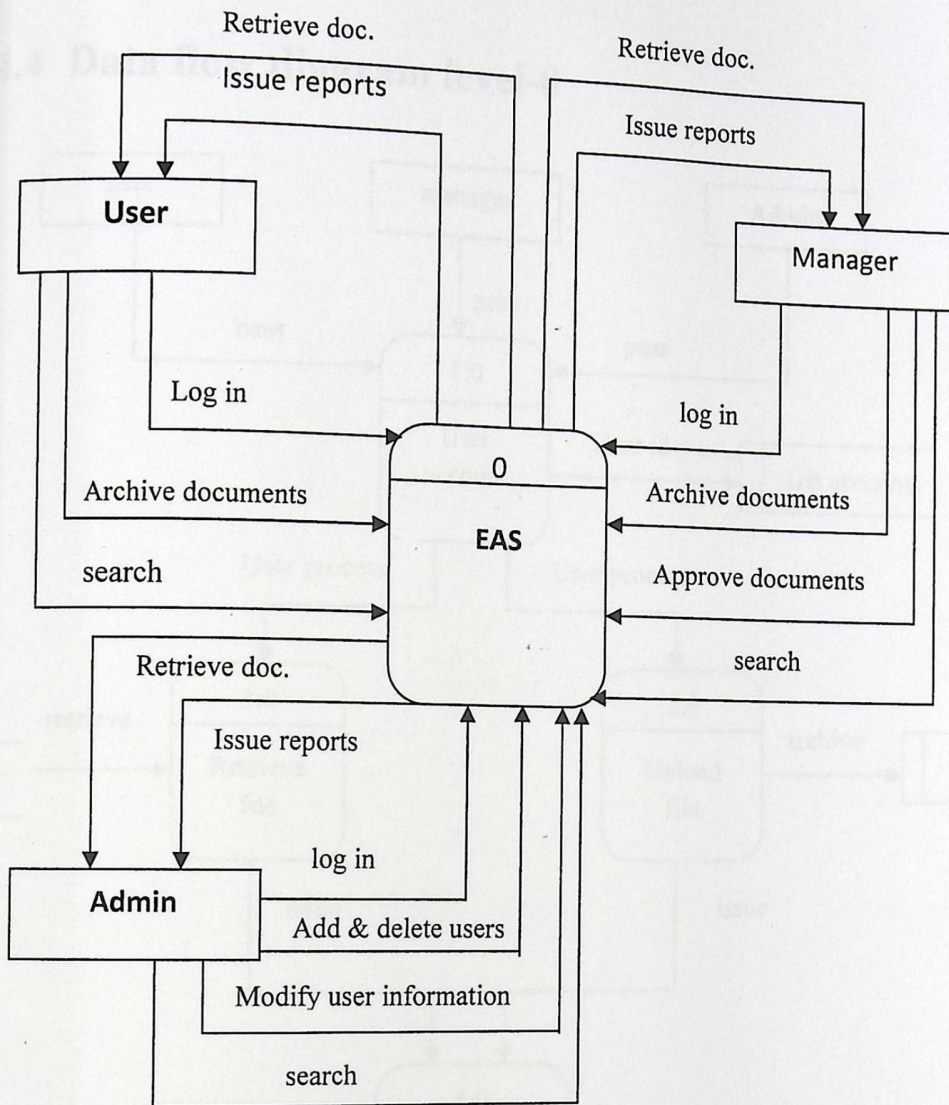 Retrieve doc.
Issue reports
Retrieve doc.
Issue reports
User
Manager
Log in
log in
0
EAS
Archive documents
Archive documents
search
Approve documents
search
Retrieve doc.
Issue reports
log in
Admin
Add & delete users
Modify user information
search